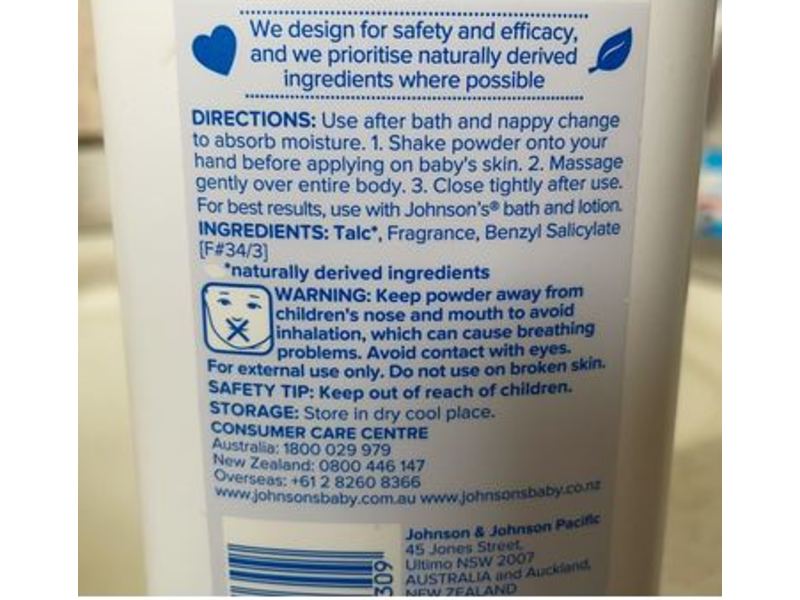 We design for safety and efficacy,
and we prioritise naturally derived
ingredients where possible
DIRECTIONS: Use after bath and nappy change
to absorb moisture. 1. Shake powder onto your
hand before applying on baby's skin. 2. Massage
gently over entire body. 3. Close tightly after use.
For best results, use with Johnson's® bath and lotion.
INGREDIENTS: Talc*, Fragrance, Benzyl Salicylate
[F#34/3]
*naturally derived ingredients
WARNING: Keep powder away from
children's nose and mouth to avoid
inhalation, which can cause breathing
problems. Avoid contact with eyes.
For external use only. Do not use on broken skin.
SAFETY TIP: Keep out of reach of children.
STORAGE: Store in dry cool place.
CONSUMER CARE CENTRE
Australia: 1800 029 979
New Zealand: 0800 446 147
Overseas: +61 2 8260 8366
www.johnsonsbaby.com.au www.johnsonsbaby.co.nz
Johnson & Johnson Pacific
45 Jones Street,
Ultimo NSW 2007
AUSTRALIA and Auckland,
NEW ZEALAND
309